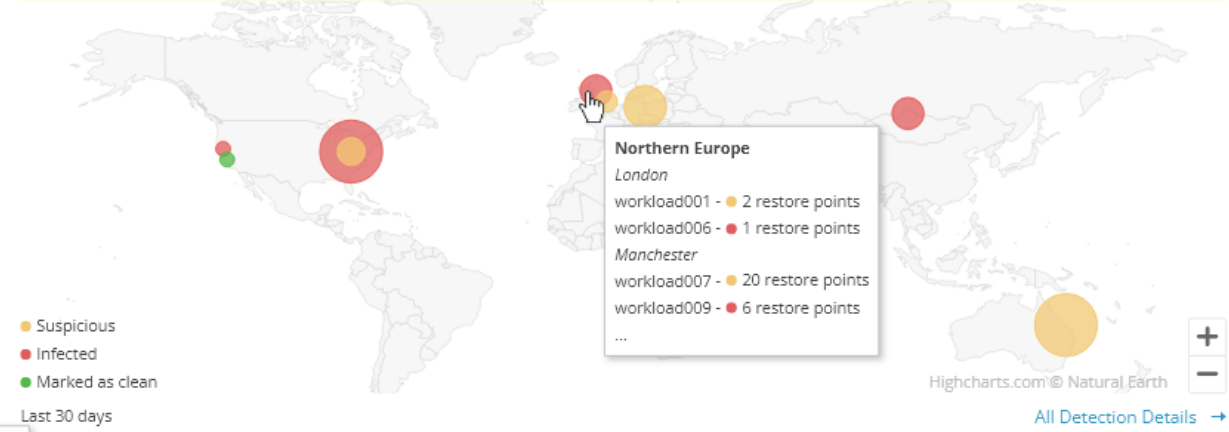 Northern Europe
London
workload001 - 2 restore points
workload006 - 1 restore points
Manchester
workload007 - 20 restore points
workload009 - 6 restore points
...
Suspicious
Infected
Marked as clean
Last 30 days
+
−
Highcharts.com © Natural Earth
All Detection Details →